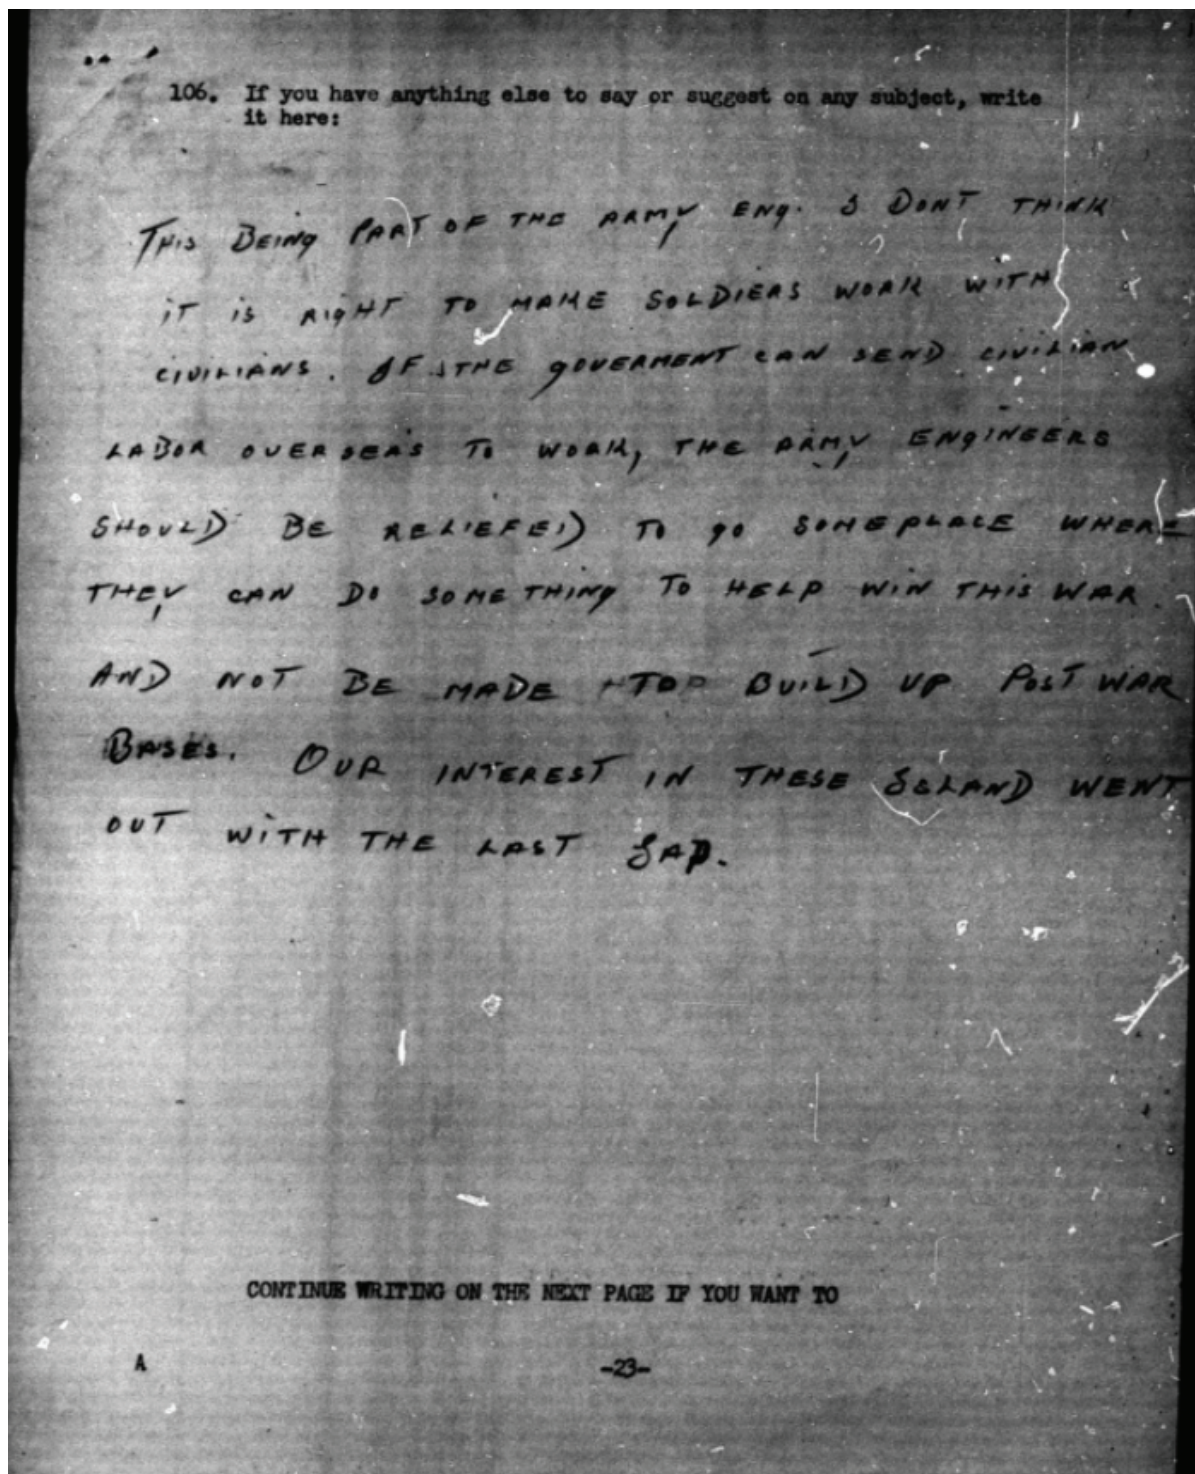 106. If you have anything else to say or suggest on any subject, write
it here:
THIS BEING PART OF THE ARMY ENG. I DONT THINK
IT IS RIGHT TO MAKE SOLDIERS WORK WITH
CIVILIANS. IF THE GOVERMENT CAN SEND CIVILIAN
LABOR OVERSEAS TO WORK, THE ARMY ENGINEERS
SHOULD BE RELIEFED TO GO SOMEPLACE WHERE
THEY CAN DO SOMETHING TO HELP WIN THIS WAR.
AND NOT BE MADE TO BUILD UP POST WAR
BASES. OUR INTEREST IN THESE ISLAND WENT
OUT WITH THE LAST JAP.
CONTINUE WRITING ON THE NEXT PAGE IF YOU WANT TO
A -23-